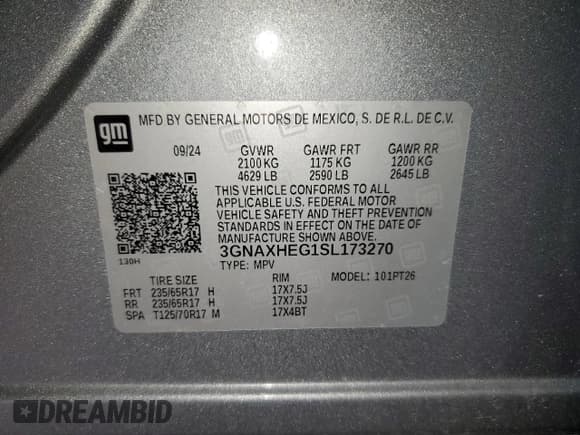 gm MFD BY GENERAL MOTORS DE MEXICO, S. DE R.L. DE C.V.
09/24 GVWR GAWR FRT GAWR RR
2100 KG 1175 KG 1200 KG
4629 LB 2590 LB 2645 LB
THIS VEHICLE CONFORMS TO ALL
APPLICABLE U.S. FEDERAL MOTOR
VEHICLE SAFETY AND THEFT PREVENTION
STANDARDS IN EFFECT ON THE DATE OF
MANUFACTURE SHOWN ABOVE.
3GNAXHEG1SL173270
130H TYPE: MPV
TIRE SIZE RIM MODEL: 101PT26
FRT 235/65R17 H 17X7.5J
RR 235/65R17 H 17X7.5J
SPA T125/70R17 M 17X4BT
DREAMBID